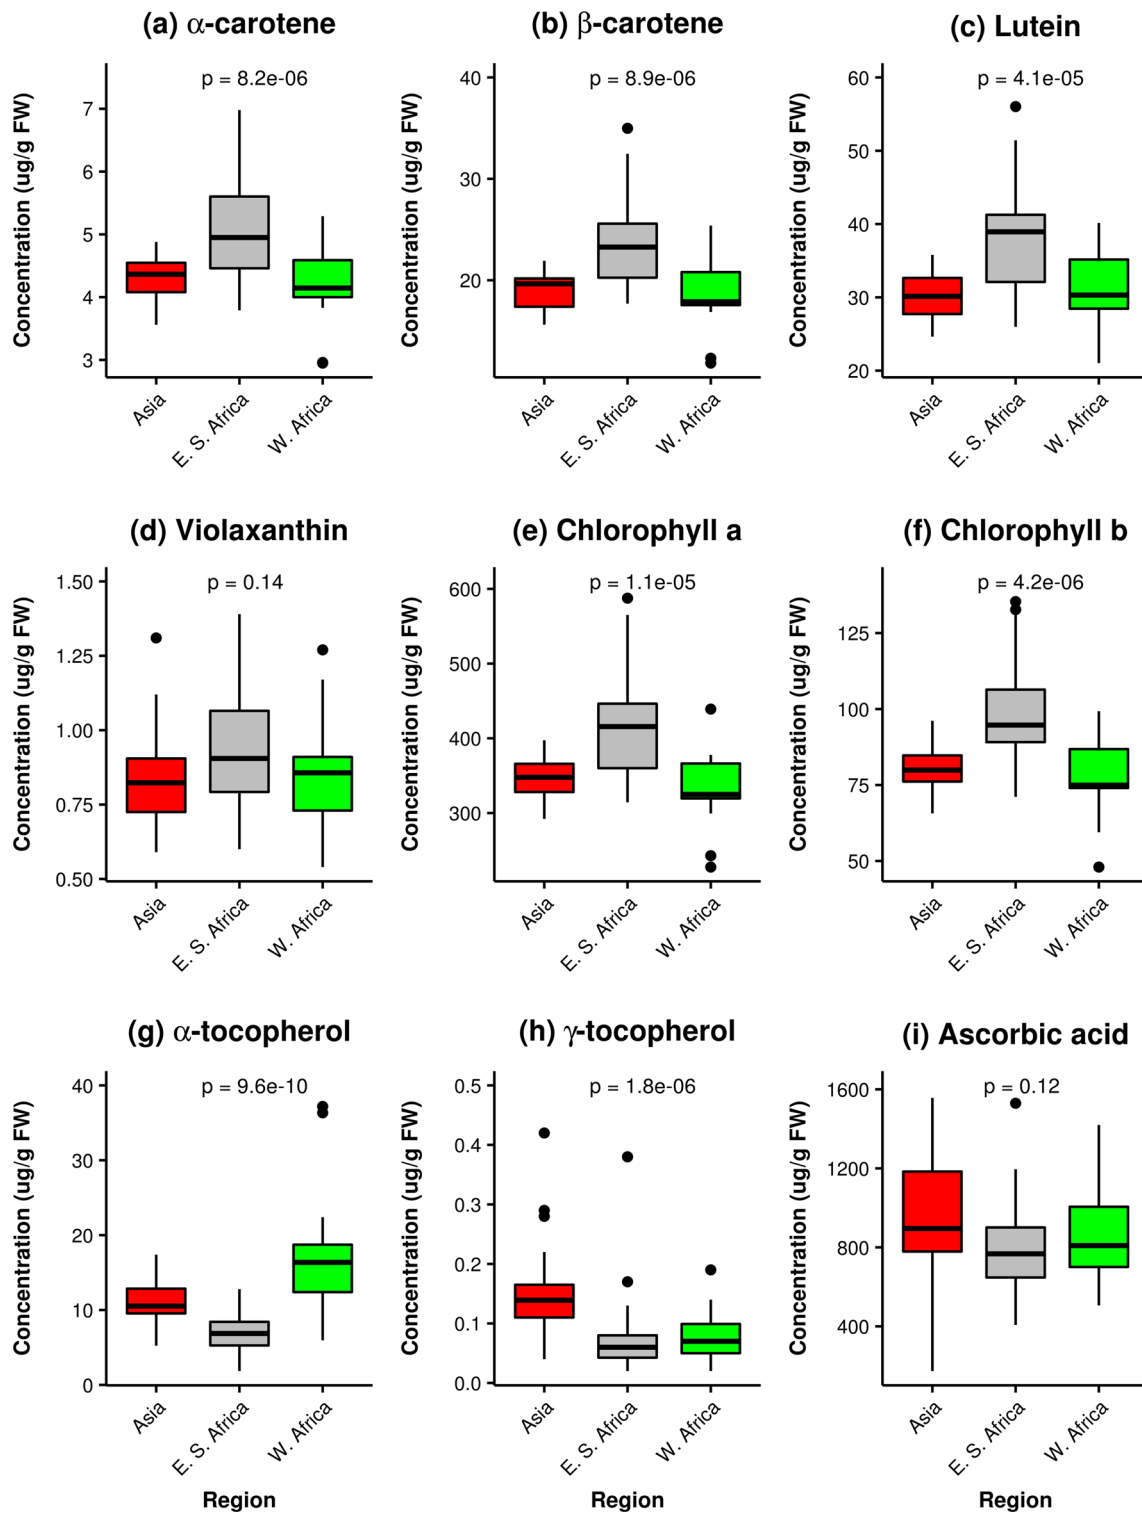 (a) α-carotene
(b) β-carotene
(c) Lutein
Concentration (ug/g FW)
p = 8.2e-06
7
6
5
4
3
Asia
E. S. Africa
W. Africa
Concentration (ug/g FW)
p = 8.9e-06
40
30
20
Asia
E. S. Africa
W. Africa
Concentration (ug/g FW)
p = 4.1e-05
60
50
40
30
20
Asia
E. S. Africa
W. Africa
(d) Violaxanthin
(e) Chlorophyll a
(f) Chlorophyll b
Concentration (ug/g FW)
p = 0.14
1.50
1.25
1.00
0.75
0.50
Asia
E. S. Africa
W. Africa
Concentration (ug/g FW)
p = 1.1e-05
600
500
400
300
Asia
E. S. Africa
W. Africa
Concentration (ug/g FW)
p = 4.2e-06
125
100
75
50
Asia
E. S. Africa
W. Africa
(g) α-tocopherol
(h) γ-tocopherol
(i) Ascorbic acid
Concentration (ug/g FW)
p = 9.6e-10
40
30
20
10
0
Asia
E. S. Africa
W. Africa
Region
Concentration (ug/g FW)
p = 1.8e-06
0.5
0.4
0.3
0.2
0.1
0.0
Asia
E. S. Africa
W. Africa
Region
Concentration (ug/g FW)
p = 0.12
1600
1200
800
400
Asia
E. S. Africa
W. Africa
Region